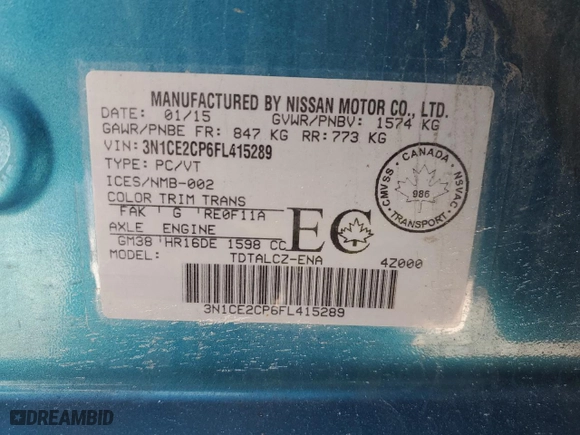 MANUFACTURED BY NISSAN MOTOR CO., LTD.
DATE: 01/15 GVWR/PNBV: 1574 KG
GAWR/PNBE FR: 847 KG RR: 773 KG
VIN: 3N1CE2CP6FL415289
TYPE: PC/VT
ICES/NMB-002
COLOR TRIM TRANS
FAK ' G 'RE0F11A
AXLE ENGINE
GM38 'HR16DE 1598 CC
MODEL: TDTALCZ-ENA 4Z000
EC
CANADA
CMVSS NSVAC
986
TRANSPORT
3N1CE2CP6FL415289
DREAMBID